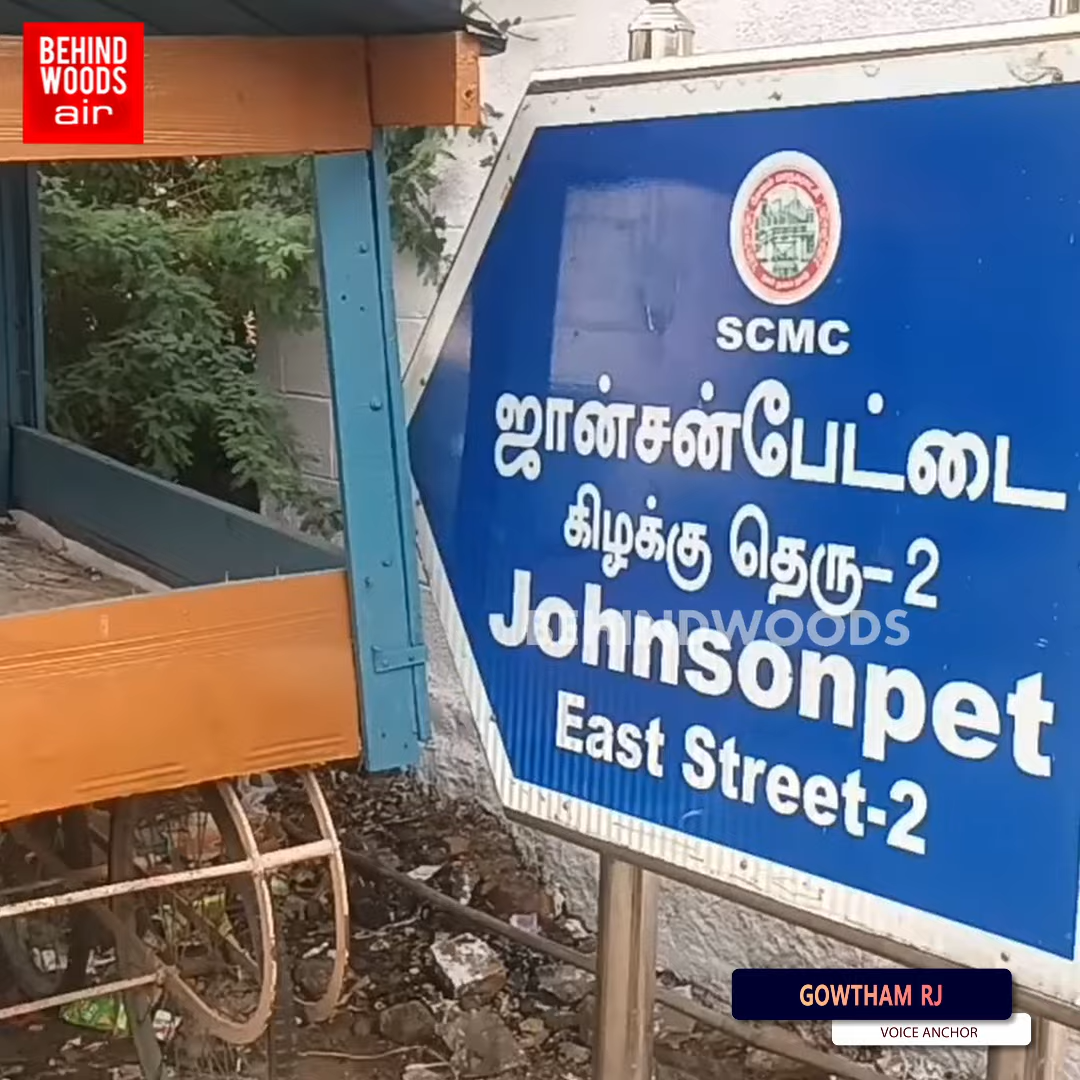 BEHIND
WOODS
air
SCMC
ஜான்சன்பேட்டை
கிழக்கு தெரு-2
Johnsonpet
BEHINDWOODS
East Street-2
GOWTHAM RJ
VOICE ANCHOR